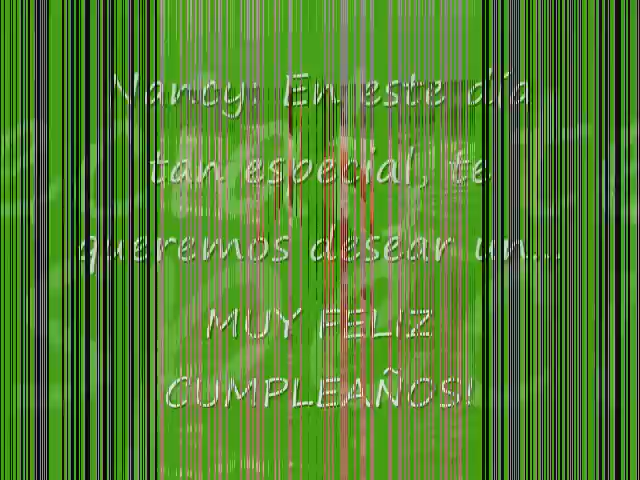 Nancy: En este día
tan especial, te
queremos desear un...
MUY FELIZ
CUMPLEAÑOS!